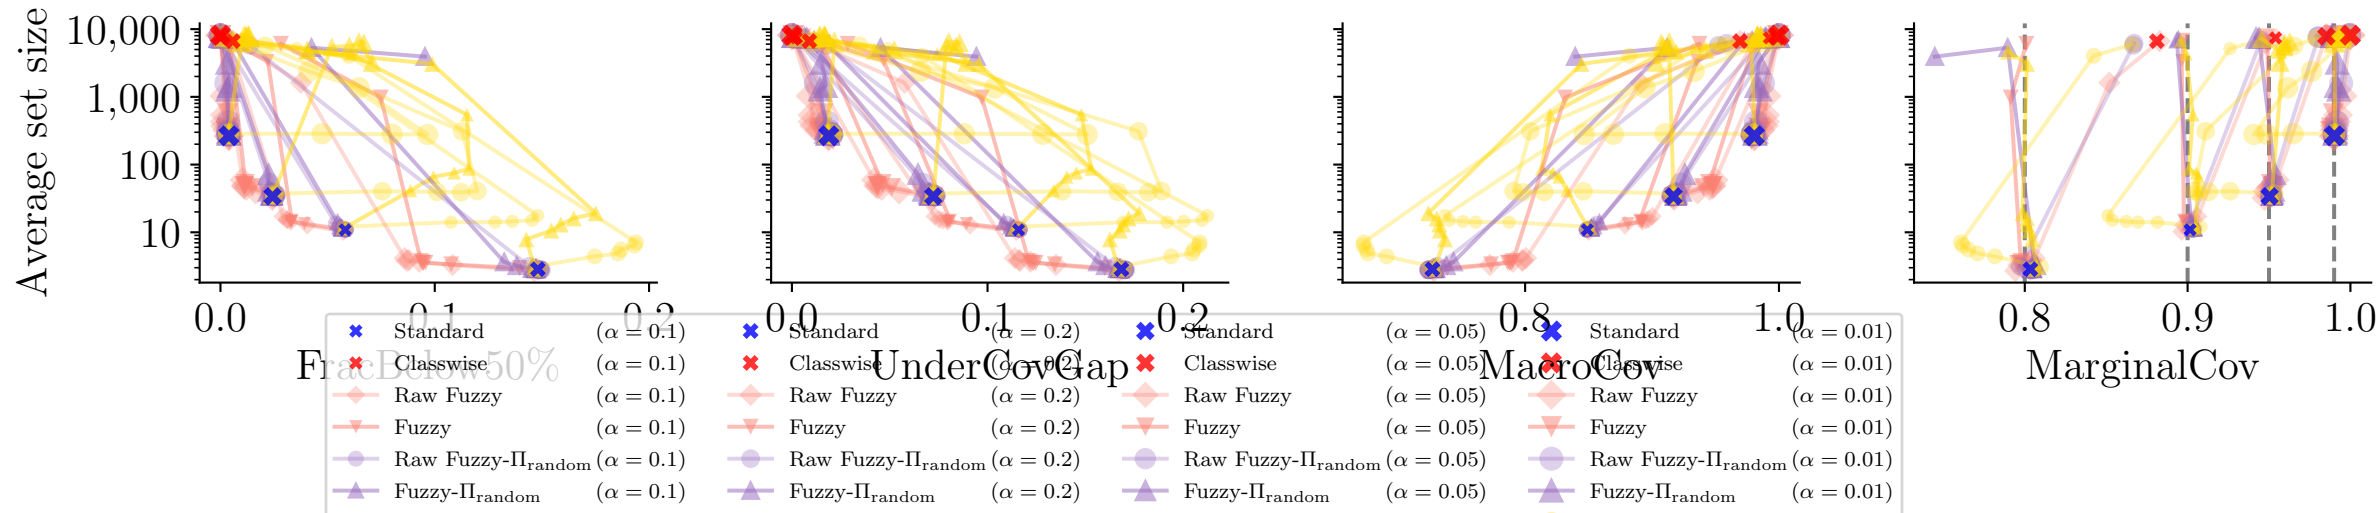 Average set size
10,000
1,000
100
10
0.0 0.1 0.2
0.0 0.1 0.2
0.8 1.0
0.8 0.9 1.0
FracBelow50%
UnderCovGap
MacroCov
MarginalCov
Standard (α = 0.1) Standard (α = 0.2) Standard (α = 0.05) Standard (α = 0.01)
Classwise (α = 0.1) Classwise (α = 0.2) Classwise (α = 0.05) Classwise (α = 0.01)
Raw Fuzzy (α = 0.1) Raw Fuzzy (α = 0.2) Raw Fuzzy (α = 0.05) Raw Fuzzy (α = 0.01)
Fuzzy (α = 0.1) Fuzzy (α = 0.2) Fuzzy (α = 0.05) Fuzzy (α = 0.01)
Raw Fuzzy-Π_random (α = 0.1) Raw Fuzzy-Π_random (α = 0.2) Raw Fuzzy-Π_random (α = 0.05) Raw Fuzzy-Π_random (α = 0.01)
Fuzzy-Π_random (α = 0.1) Fuzzy-Π_random (α = 0.2) Fuzzy-Π_random (α = 0.05) Fuzzy-Π_random (α = 0.01)